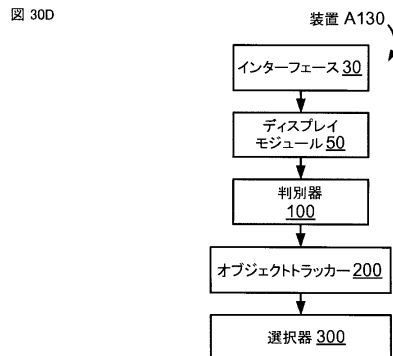 図 30D
装置 A130
インターフェース 30
ディスプレイ
モジュール 50
判別器
100
オブジェクトトラッカー 200
選択器 300